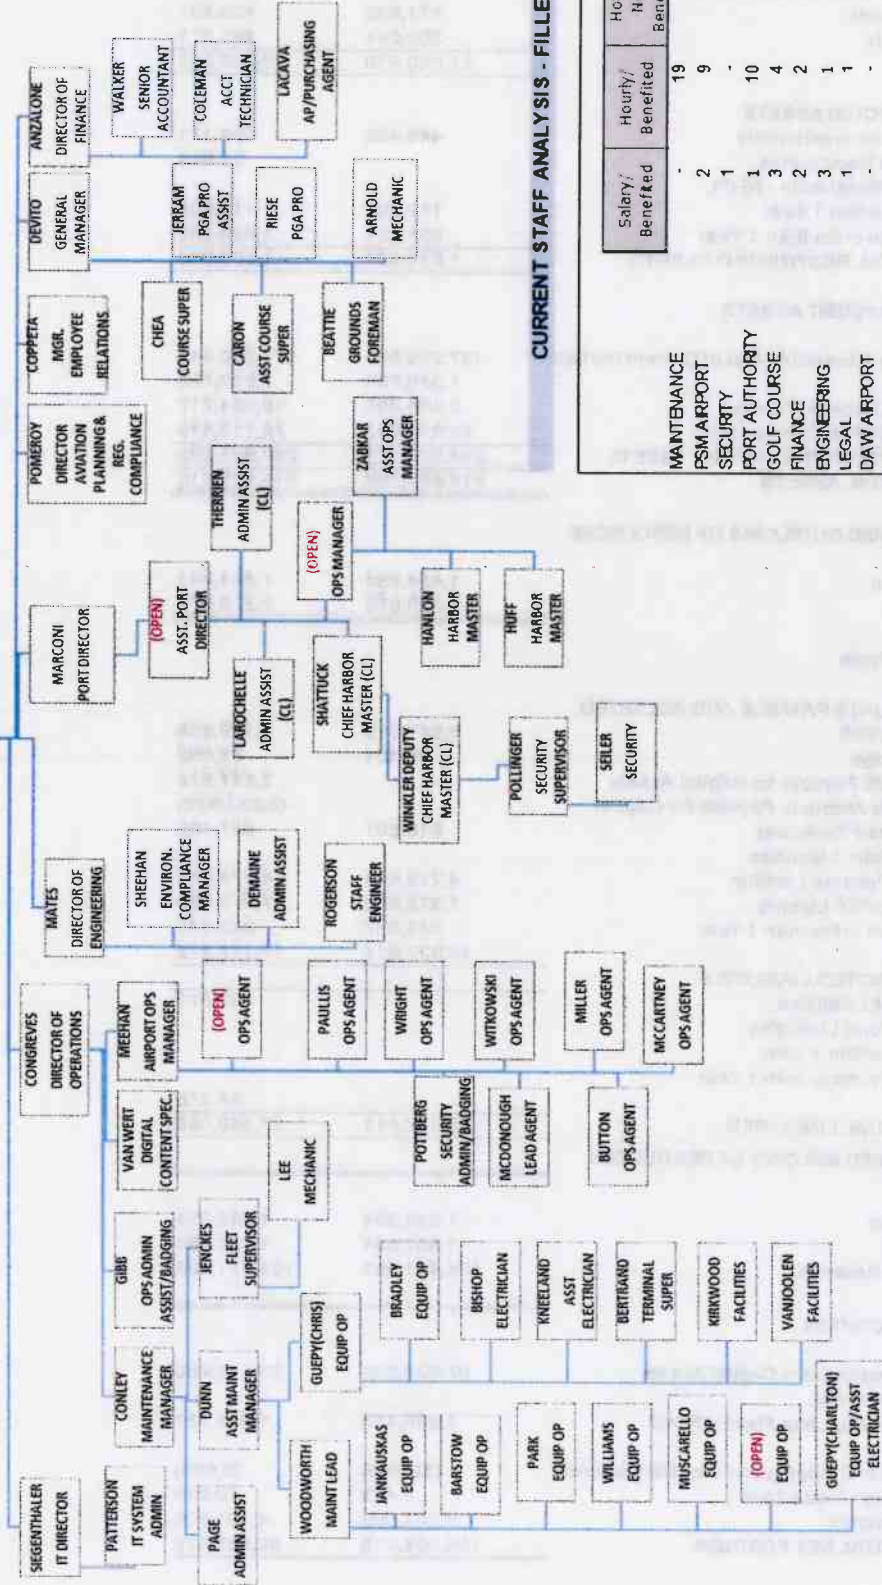 SIEGENTHALER
IT DIRECTOR
PATTERSON
IT SYSTEM
ADMIN
CONGREVES
DIRECTOR OF
OPERATIONS
CONLEY
MAINTENANCE
MANAGER
PAGE
ADMIN ASSIST
DUNN
ASST MAINT
MANAGER
JENCKES
FLEET
SUPERVISOR
LEE
MECHANIC
WOODWORTH
MAINT LEAD
GUEPY(CHRIS)
EQUIP OP
JANKAUSKAS
EQUIP OP
BARSTOW
EQUIP OP
PARK
EQUIP OP
WILLIAMS
EQUIP OP
MUSCARELLO
EQUIP OP
(OPEN)
EQUIP OP
GUEPY(CHARLTON)
EQUIP OP/ASST
ELECTRICIAN
BRADLEY
EQUIP OP
BISHOP
ELECTRICIAN
KNEELAND
ASST
ELECTRICIAN
BERTRAND
TERMINAL
SUPER
KIRKWOOD
FACILITIES
VANJOOLEN
FACILITIES
GIBB
OPS ADMIN
ASSIST/BADGING
VAN WERT
DIGITAL
CONTENT SPEC.
MEEHAN
AIRPORT OPS
MANAGER
(OPEN)
OPS AGENT
PAULLIS
OPS AGENT
WRIGHT
OPS AGENT
WITKOWSKI
OPS AGENT
MILLER
OPS AGENT
MCCARTNEY
OPS AGENT
POTTBERG
SECURITY
ADMIN/BADGING
MCDONOUGH
LEAD AGENT
BUTTON
OPS AGENT
MATES
DIRECTOR OF
ENGINEERING
SHEEHAN
ENVIRON.
COMPLIANCE
MANAGER
DEMAINE
ADMIN ASSIST
ROGERSON
STAFF
ENGINEER
MARCONI
PORT DIRECTOR
(OPEN)
ASST. PORT
DIRECTOR
LAROCHELLE
ADMIN ASSIST
(CL)
THERRIEN
ADMIN ASSIST
(CL)
SHATTUCK
CHIEF HARBOR
MASTER (CL)
(OPEN)
OPS MANAGER
WINKLER DEPUTY
CHIEF HARBOR
MASTER (CL)
POLLINGER
SECURITY
SUPERVISOR
SEILER
SECURITY
ZABKAR
ASST OPS
MANAGER
HANLON
HARBOR
MASTER
HUFF
HARBOR
MASTER
POMEROY
DIRECTOR
AVIATION
PLANNING &
REG.
COMPLIANCE
COPPETA
MGR.
EMPLOYEE
RELATIONS
DEVITO
GENERAL
MANAGER
CHEA
COURSE SUPER
CARON
ASST COURSE
SUPER
BEATTIE
GROUNDS
FOREMAN
JERRAM
PGA PRO
ASSIST
RIESE
PGA PRO
ARNOLD
MECHANIC
ANZALONE
DIRECTOR OF
FINANCE
WALKER
SENIOR
ACCOUNTANT
COLEMAN
ACCT
TECHNICIAN
LACAVA
AP/PURCHASING
AGENT
CURRENT STAFF ANALYSIS - FILLE
Salary/ Benefited Hourly/ Benefited Ho N Bene
MAINTENANCE - 19
PSM AIRPORT 2 9
SECURITY 1 -
PORT AUTHORITY 1 10
GOLF COURSE 3 4
FINANCE 2 2
ENGINEERING 3 1
LEGAL 1 1
DAW AIRPORT - -